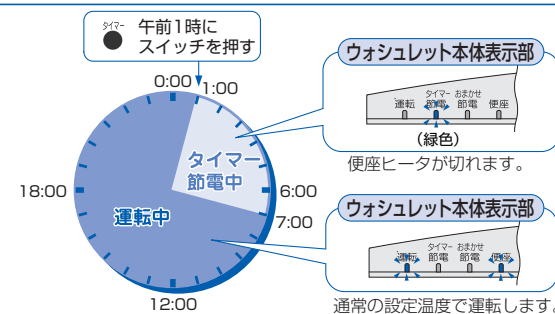 タイマー 午前1時に
スイッチを押す
0:00
1:00
6:00
7:00
12:00
18:00
タイマー
節電中
運転中
ウォシュレット本体表示部
運転 タイマー節電 おまかせ節電 便座
(緑色)
便座ヒータが切れます。
ウォシュレット本体表示部
運転 タイマー節電 おまかせ節電 便座
通常の設定温度で運転します。